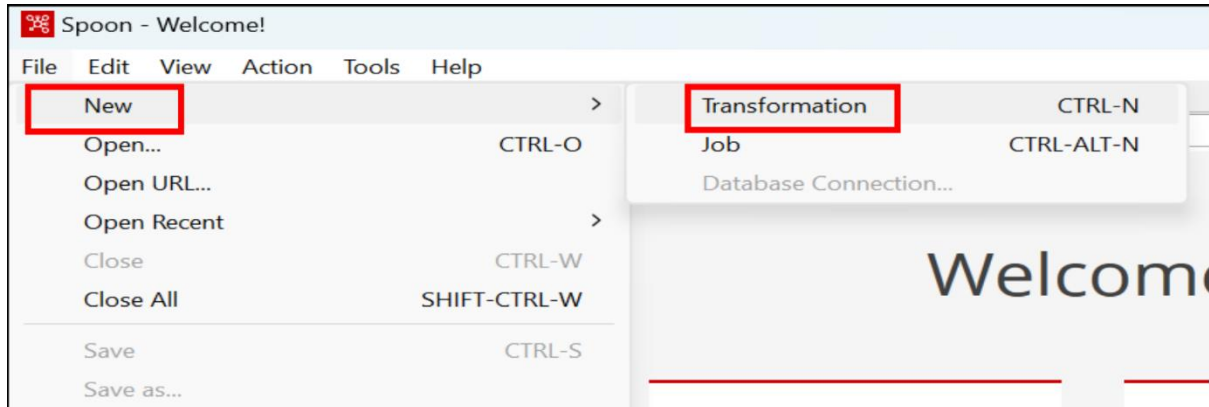 Spoon - Welcome!
File Edit View Action Tools Help
New >
Transformation CTRL-N
Open... CTRL-O
Job CTRL-ALT-N
Open URL...
Database Connection...
Open Recent >
Close CTRL-W
Close All SHIFT-CTRL-W
Save CTRL-S
Save as...